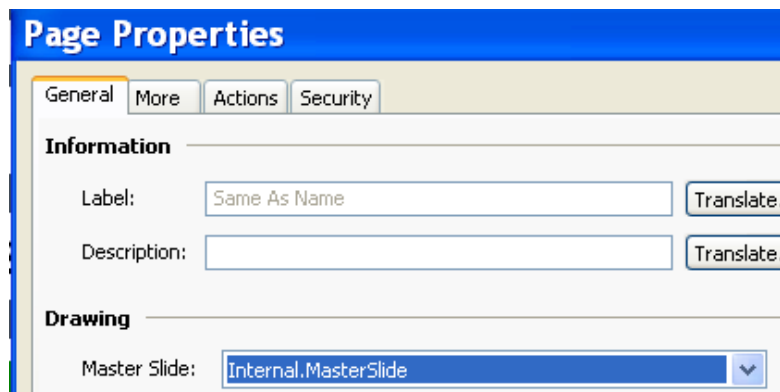 Page Properties
General More Actions Security
Information
Label: Same As Name Translate.
Description: Translate.
Drawing
Master Slide: Internal.MasterSlide